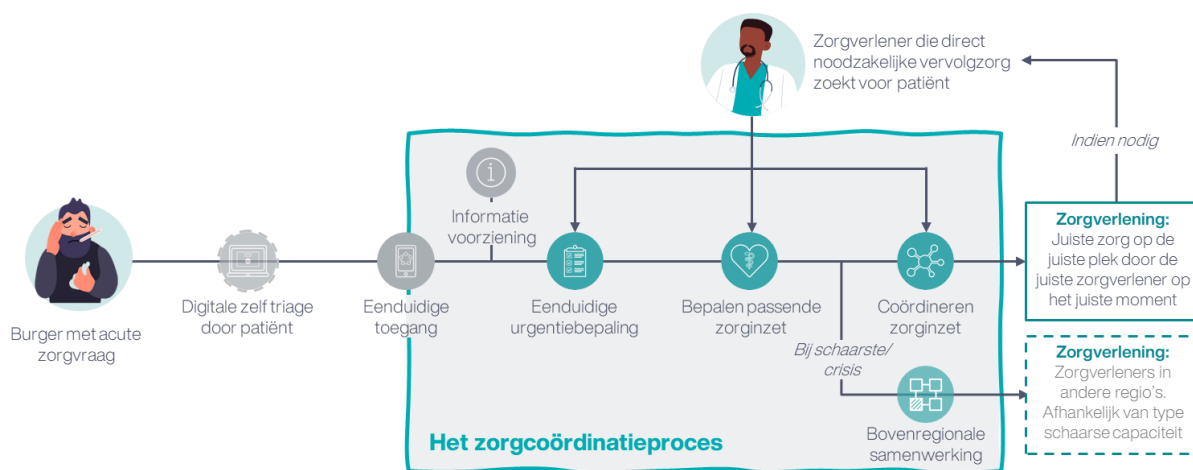 Zorgverlener die direct
noodzakelijke vervolgzorg
zoekt voor patiënt
Indien nodig
Informatie
voorziening
Burger met acute
zorgvraag
Digitale zelf triage
door patiënt
Eenduidige
toegang
Eenduidige
urgentiebepaling
Bepalen passende
zorginzet
Coördineren
zorginzet
Zorgverlening:
Juiste zorg op de
juiste plek door de
juiste zorgverlener op
het juiste moment
Bij schaarste/
crisis
Bovenregionale
samenwerking
Zorgverlening:
Zorgverleners in
andere regio's.
Afhankelijk van type
schaarse capaciteit
Het zorgcoördinatieproces